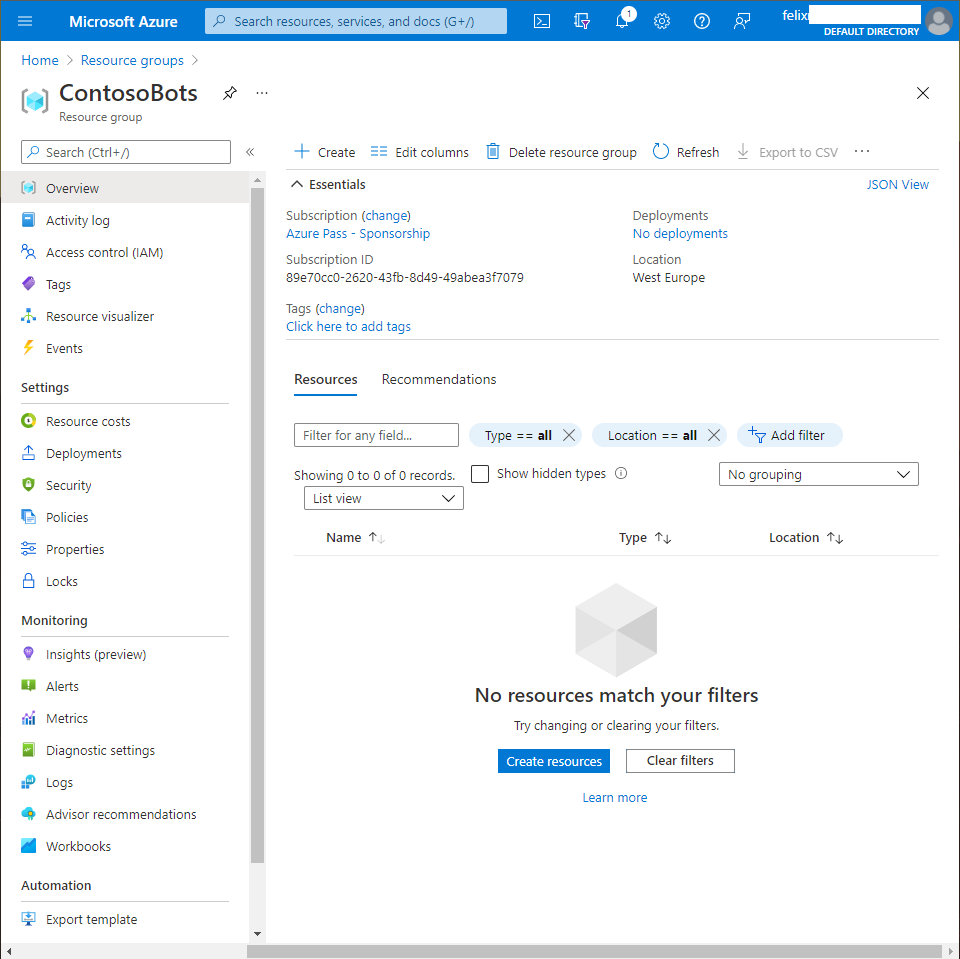 Microsoft Azure
Search resources, services, and docs (G+/)
1
felix
DEFAULT DIRECTORY
Home
Resource groups
ContosoBots
...
Resource group
Search (Ctrl+/)
«
Overview
Activity log
Access control (IAM)
Tags
Resource visualizer
Events
Settings
Resource costs
Deployments
Security
Policies
Properties
Locks
Monitoring
Insights (preview)
Alerts
Metrics
Diagnostic settings
Logs
Advisor recommendations
Workbooks
Automation
Export template
Create
Edit columns
Delete resource group
Refresh
Export to CSV
...
Essentials
JSON View
Subscription (change)
Azure Pass - Sponsorship
Subscription ID
89e70cc0-2620-43fb-8d49-49abea3f7079
Tags (change)
Click here to add tags
Deployments
No deployments
Location
West Europe
Resources
Recommendations
Filter for any field...
Type == all
Location == all
Add filter
Showing 0 to 0 of 0 records.
Show hidden types
No grouping
List view
Name
Type
Location
No resources match your filters
Try changing or clearing your filters.
Create resources
Clear filters
Learn more